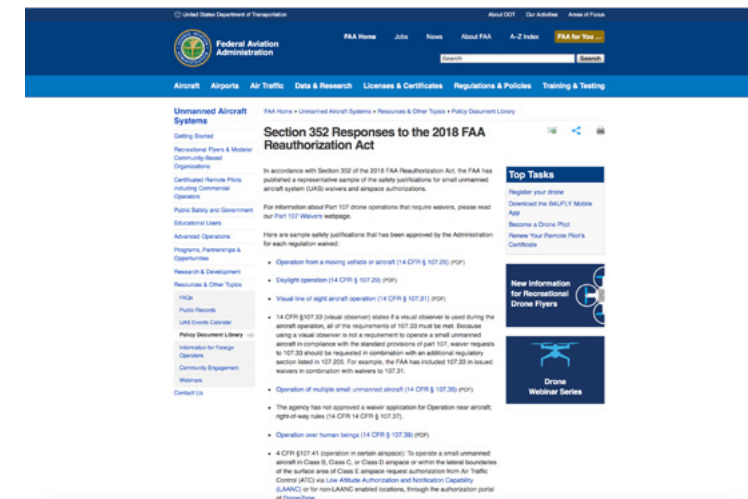 United States Department of Transportation
About DOT Our Activities Areas of Focus
Federal Aviation
Administration
FAA Home Jobs News About FAA A-Z Index FAA for You ...
Search Search
Aircraft Airports Air Traffic Data & Research Licenses & Certificates Regulations & Policies Training & Testing
Unmanned Aircraft
Systems
Getting Started
Recreational Flyers & Modeler
Community-Based
Organizations
Certificated Remote Pilots
including Commercial
Operators
Public Safety and Government
Educational Users
Advanced Operations
Programs, Partnerships &
Opportunities
Research & Development
Resources & Other Topics
FAQs
Public Records
UAS Events Calendar
Policy Document Library
Information for Foreign
Operators
Community Engagement
Webinars
Contact Us
FAA Home ▸ Unmanned Aircraft Systems ▸ Resources & Other Topics ▸ Policy Document Library
Section 352 Responses to the 2018 FAA
Reauthorization Act
In accordance with Section 352 of the 2018 FAA Reauthorization Act, the FAA has
published a representative sample of the safety justifications for small unmanned
aircraft system (UAS) waivers and airspace authorizations.
For information about Part 107 drone operations that require waivers, please read
our Part 107 Waivers webpage.
Here are sample safety justifications that has been approved by the Administration
for each regulation waived:
• Operation from a moving vehicle or aircraft (14 CFR § 107.25) (PDF)
• Daylight operation (14 CFR § 107.29) (PDF)
• Visual line of sight aircraft operation (14 CFR § 107.31) (PDF)
• 14 CFR §107.33 (visual observer) states if a visual observer is used during the
aircraft operation, all of the requirements of 107.33 must be met. Because
using a visual observer is not a requirement to operate a small unmanned
aircraft in compliance with the standard provisions of part 107, waiver requests
to 107.33 should be requested in combination with an additional regulatory
section listed in 107.205. For example, the FAA has included 107.33 in issued
waivers in combination with waivers to 107.31.
• Operation of multiple small unmanned aircraft (14 CFR § 107.35) (PDF)
• The agency has not approved a waiver application for Operation near aircraft;
right-of-way rules (14 CFR 14 CFR § 107.37).
• Operation over human beings (14 CFR § 107.39) (PDF)
• 4 CFR §107.41 (operation in certain airspace): To operate a small unmanned
aircraft in Class B, Class C, or Class D airspace or within the lateral boundaries
of the surface area of Class E airspace request authorization from Air Traffic
Control (ATC) via Low Altitude Authorization and Notification Capability
(LAANC) or for non-LAANC enabled locations, through the authorization portal
of DroneZone.
Top Tasks
Register your drone
Download the B4UFLY Mobile
App
Become a Drone Pilot
Renew Your Remote Pilot's
Certificate
New Information
for Recreational
Drone Flyers
Drone
Webinar Series